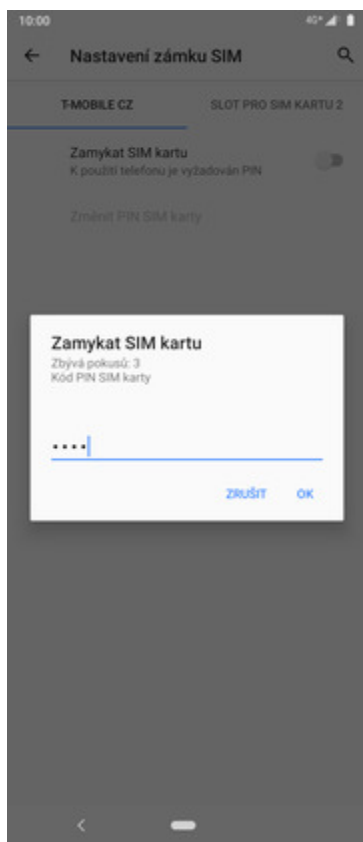 10:00
4G+
Nastavení zámku SIM
T-MOBILE CZ
SLOT PRO SIM KARTU 2
Zamykat SIM kartu
K použití telefonu je vyžadován PIN
Změnit PIN SIM karty
Zamykat SIM kartu
Zbývá pokusů: 3
Kód PIN SIM karty
••••
ZRUŠIT
OK